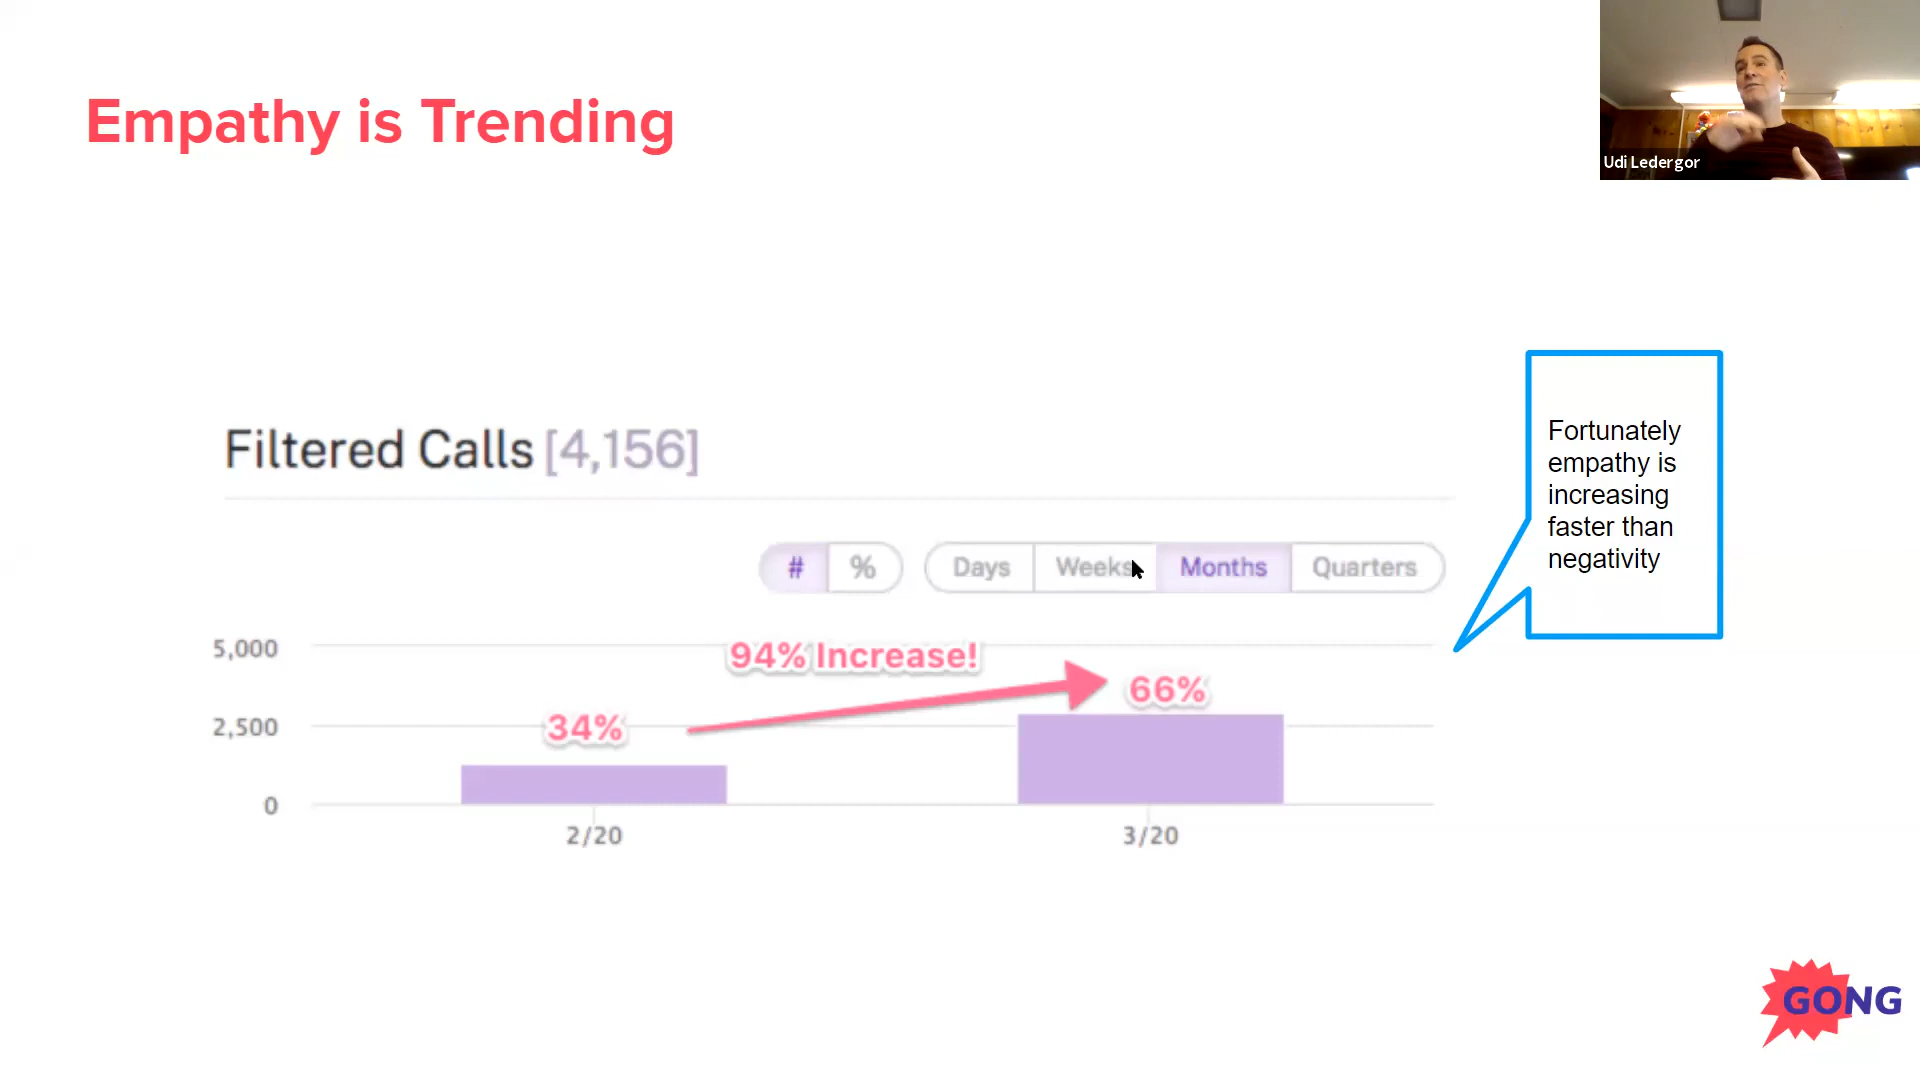 Empathy is Trending
Udi Ledergor
Fortunately
empathy is
increasing
faster than
negativity
Filtered Calls [4,156]
# % Days Weeks Months Quarters
5,000
94% Increase!
66%
34%
2,500
0
2/20 3/20
GONG